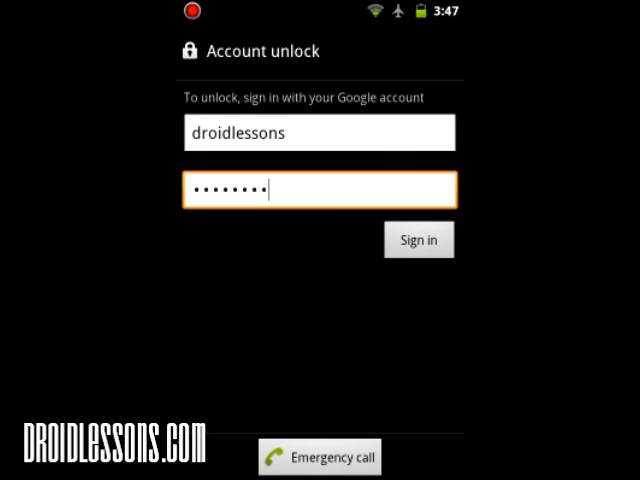 3:47
Account unlock
To unlock, sign in with your Google account
droidlessons
••••••••
Sign in
DROIDLESSONS.COM
Emergency call